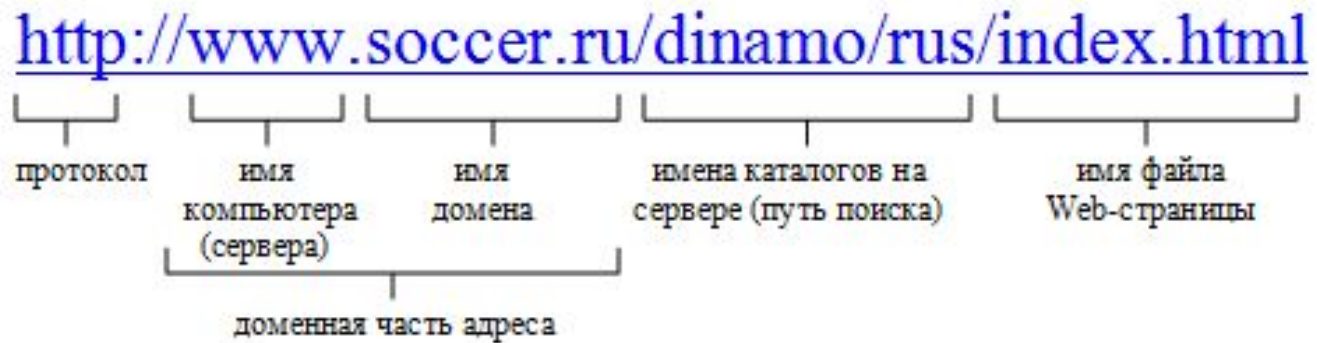 http://www.soccer.ru/dinamo/rus/index.html
протокол
имя
компьютера
(сервера)
имя
домена
имена каталогов на
сервере (путь поиска)
имя файла
Web-страницы
доменная часть адреса